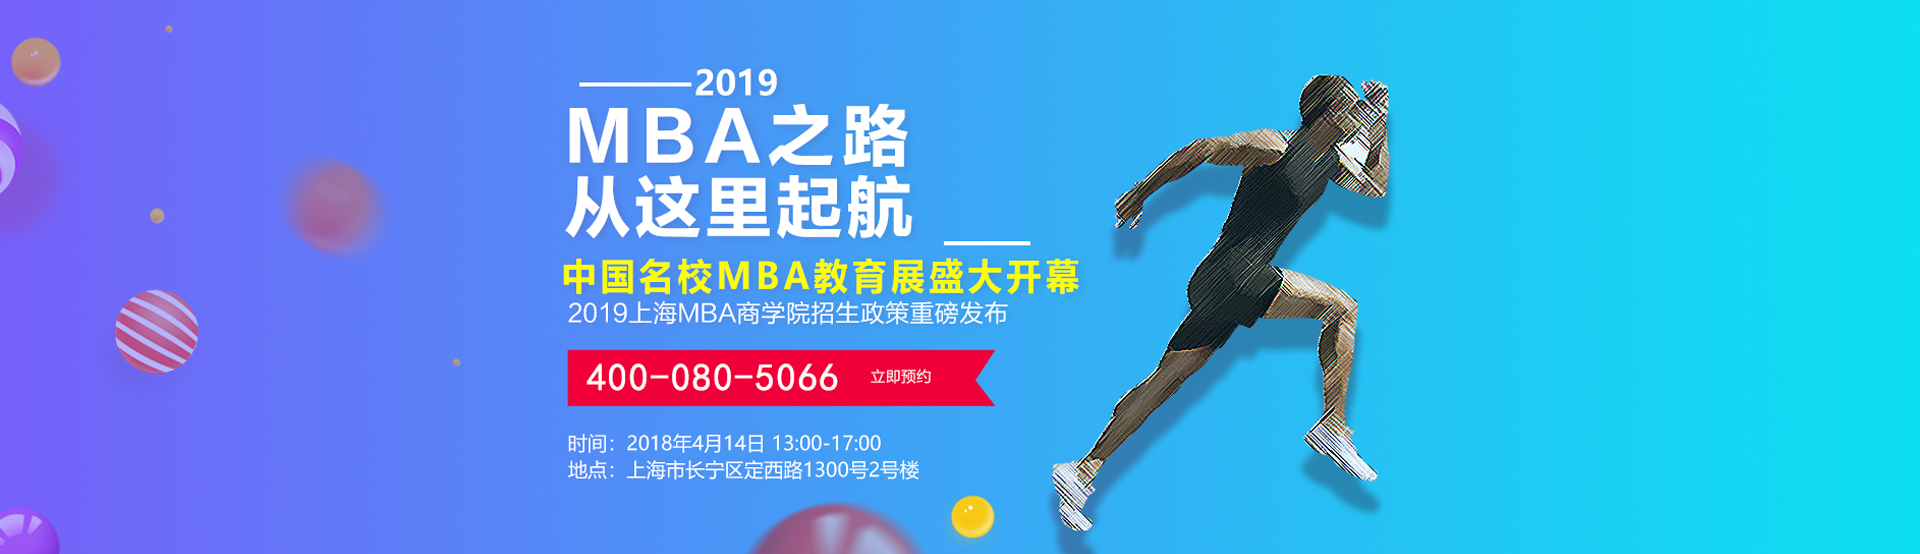 2019
MBA之路
从这里起航
中国名校MBA教育展盛大开幕
2019上海MBA商学院招生政策重磅发布
400-080-5066 立即预约
时间：2018年4月14日 13:00-17:00
地点：上海市长宁区定西路1300号2号楼